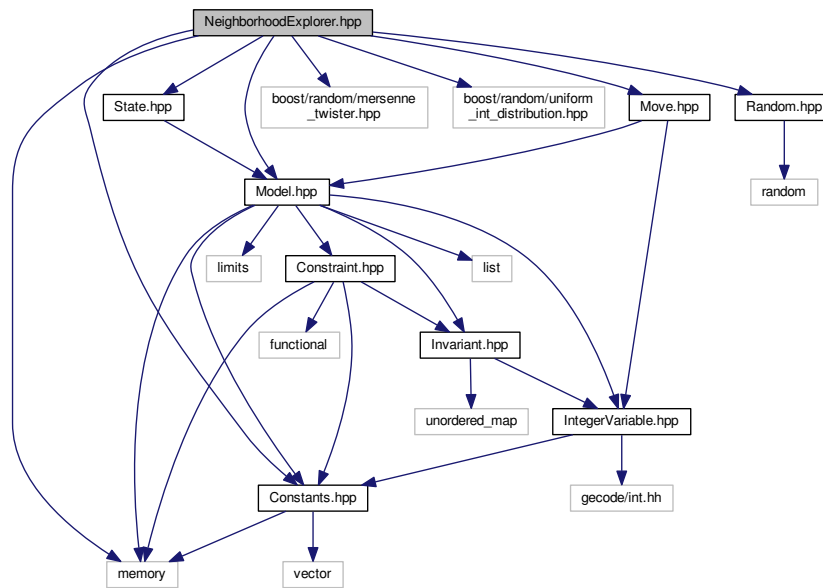 NeighborhoodExplorer.hpp
State.hpp
boost/random/mersenne
_twister.hpp
boost/random/uniform
_int_distribution.hpp
Move.hpp
Random.hpp
Model.hpp
random
limits
Constraint.hpp
list
functional
Invariant.hpp
unordered_map
IntegerVariable.hpp
Constants.hpp
gecode/int.hh
memory
vector